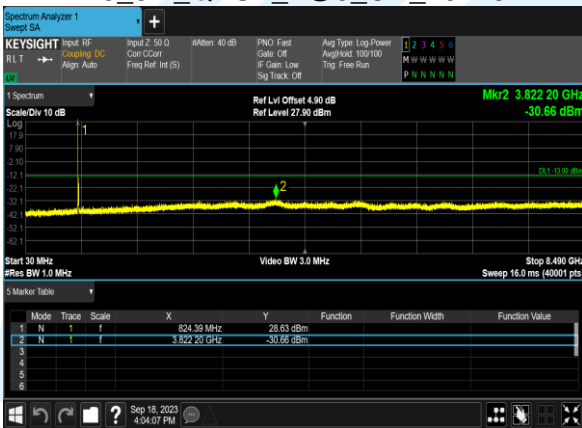 Spectrum Analyzer 1
Swept SA
+
KEYSIGHT Input: RF Input Z: 50 Ω #Atten: 40 dB PNO: Fast Avg Type: Log-Power 1 2 3 4 5 6
RLT Coupling: DC Corr CCorr Gate: Off Avg|Hold: 100/100 M W W W W W
Align: Auto Freq Ref: Int (S) IF Gain: Low Trig: Free Run
Sig Track: Off P N N N N N
LW
1 Spectrum Ref Lvl Offset 4.90 dB Mkr2 3.822 20 GHz
Scale/Div 10 dB Ref Level 27.90 dBm -30.66 dBm
Log
17.9 1
7.90
-2.10
-12.1 DL1 -13.00 dBm
-22.1 2
-32.1
-42.1
-52.1
-62.1
Start 30 MHz Video BW 3.0 MHz Stop 8.490 GHz
#Res BW 1.0 MHz Sweep 16.0 ms (40001 pts
5 Marker Table
Mode Trace Scale X Y Function Function Width Function Value
1 N 1 f 824.39 MHz 28.63 dBm
2 N 1 f 3.822 20 GHz -30.66 dBm
3
4
5
6
? Sep 18, 2023
4:04:07 PM